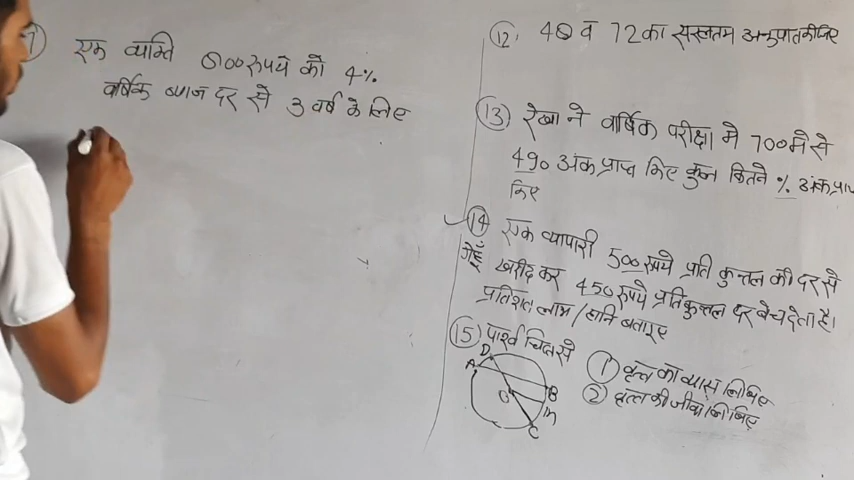 एक व्यक्ति 800 रुपये को 4%
वार्षिक ब्याज दर से 3 वर्ष के लिए
(12) 48 व 72 का सरलतम अनुपात कीजिए
(13) रेखा ने वार्षिक परीक्षा मे 700 मे से
490 अंक प्राप्त किए कुल कितने % अंक प्राप
किए
(14) एक व्यापारी 500 रूपये प्रति कुन्तल की दर से
गेहूँ खरीद कर 450 रूपये प्रतिकुन्तल दर बेच देता है।
प्रतिशत लाभ / हानि बताइए
(15) पार्श्व चित्र से (1) वृत्त का व्यास लिखिए
(2) वृत्त की जीवा लिखिए
D
A
B
C